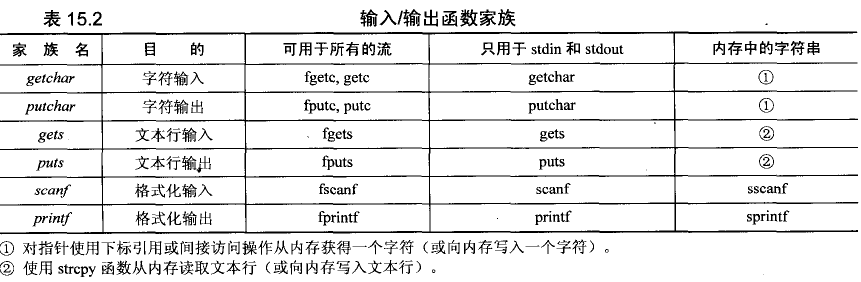 表 15.2 输入/输出函数家族
家 族 名 目 的 可用于所有的流 只用于 stdin 和 stdout 内存中的字符串
getchar 字符输入 fgetc, getc getchar ①
putchar 字符输出 fputc, putc putchar ①
gets 文本行输入 fgets gets ②
puts 文本行输出 fputs puts ②
scanf 格式化输入 fscanf scanf sscanf
printf 格式化输出 fprintf printf sprintf
① 对指针使用下标引用或间接访问操作从内存获得一个字符（或向内存写入一个字符）。
② 使用 strcpy 函数从内存读取文本行（或向内存写入文本行）。